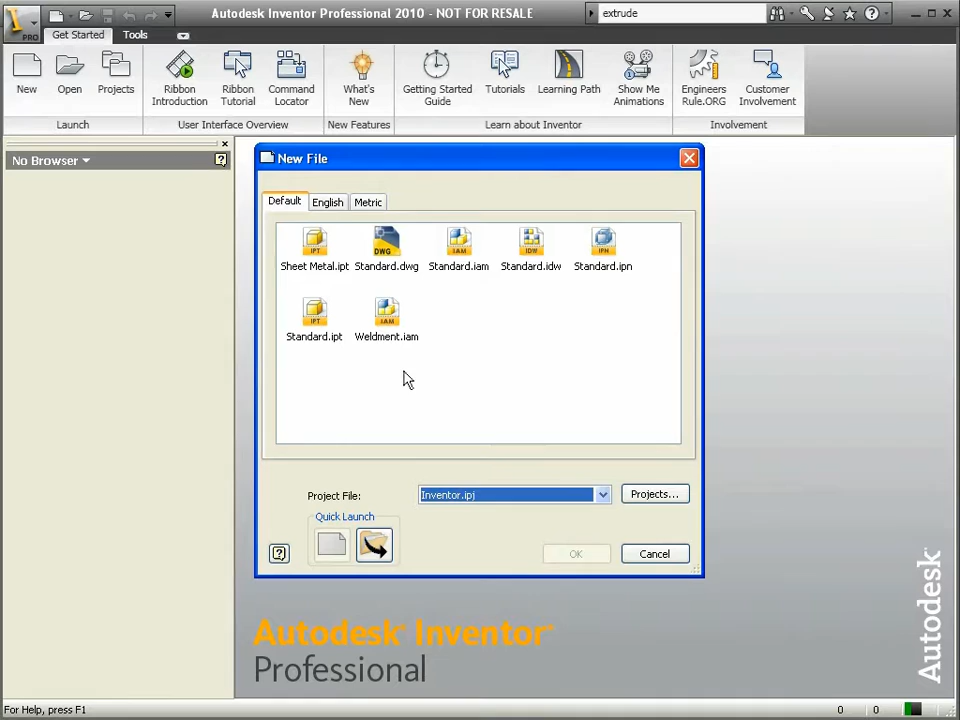 Autodesk Inventor Professional 2010 - NOT FOR RESALE
extrude
PRO
Get Started
Tools
New
Open
Projects
Ribbon
Introduction
Ribbon
Tutorial
Command
Locator
What's
New
Getting Started
Guide
Tutorials
Learning Path
Show Me
Animations
Engineers
Rule.ORG
Customer
Involvement
Launch
User Interface Overview
New Features
Learn about Inventor
Involvement
No Browser
New File
Default
English
Metric
IPT
DWG
IAM
IDW
IPN
Sheet Metal.ipt
Standard.dwg
Standard.iam
Standard.idw
Standard.ipn
IPT
IAM
Standard.ipt
Weldment.iam
Project File:
Inventor.ipj
Projects...
Quick Launch
OK
Cancel
Autodesk® Inventor™
Professional
Autodesk®
For Help, press F1
0
0